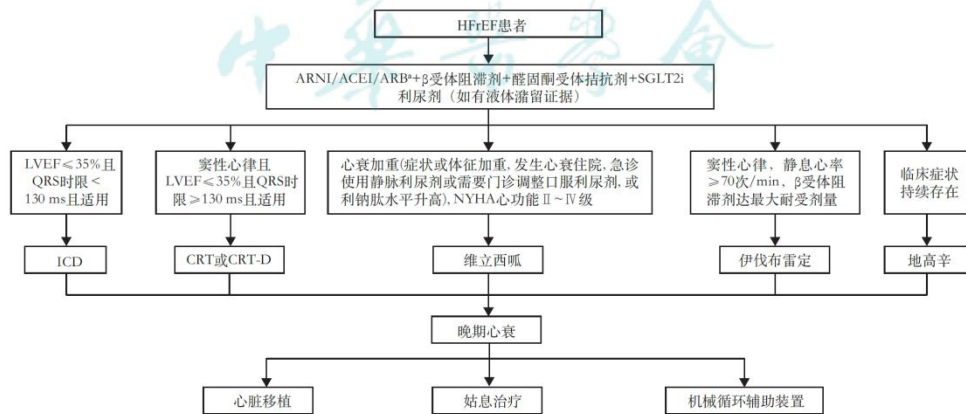 中华医学会
HFrEF患者
ARNI/ACEI/ARBᵃ+β受体阻滞剂+醛固酮受体拮抗剂+SGLT2i
利尿剂（如有液体潴留证据）
LVEF≤35%且
QRS时限<
130 ms且适用
窦性心律且
LVEF≤35%且QRS时
限≥130 ms且适用
心衰加重(症状或体征加重, 发生心衰住院, 急诊
使用静脉利尿剂或需要门诊调整口服利尿剂, 或
利钠肽水平升高), NYHA心功能Ⅱ~Ⅳ级
窦性心律、静息心率
≥70次/min、β受体阻
滞剂达最大耐受剂量
临床症状
持续存在
ICD
CRT或CRT-D
维立西呱
伊伐布雷定
地高辛
晚期心衰
心脏移植
姑息治疗
机械循环辅助装置